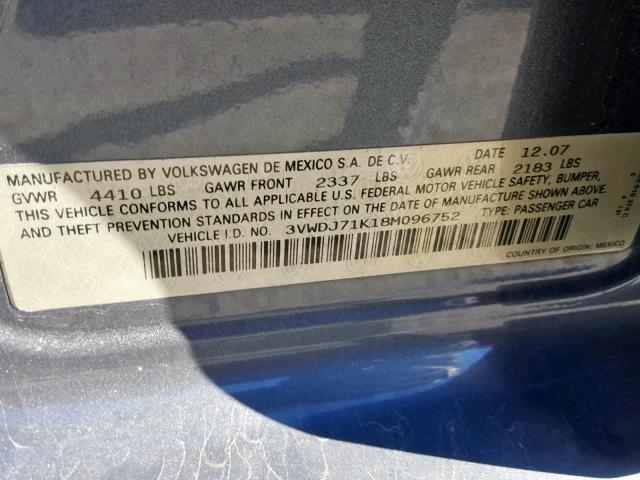 MANUFACTURED BY VOLKSWAGEN DE MEXICO S.A. DE C.V. DATE 12.07
GVWR 4410 LBS GAWR FRONT 2337 LBS GAWR REAR 2183 LBS
THIS VEHICLE CONFORMS TO ALL APPLICABLE U.S. FEDERAL MOTOR VEHICLE SAFETY, BUMPER,
AND THEFT PREVENTION STANDARDS IN EFFECT ON THE DATE OF MANUFACTURE SHOWN ABOVE.
VEHICLE I.D. NO. 3VWDJ71K18M096752 TYPE: PASSENGER CAR
COUNTRY OF ORIGIN: MEXICO